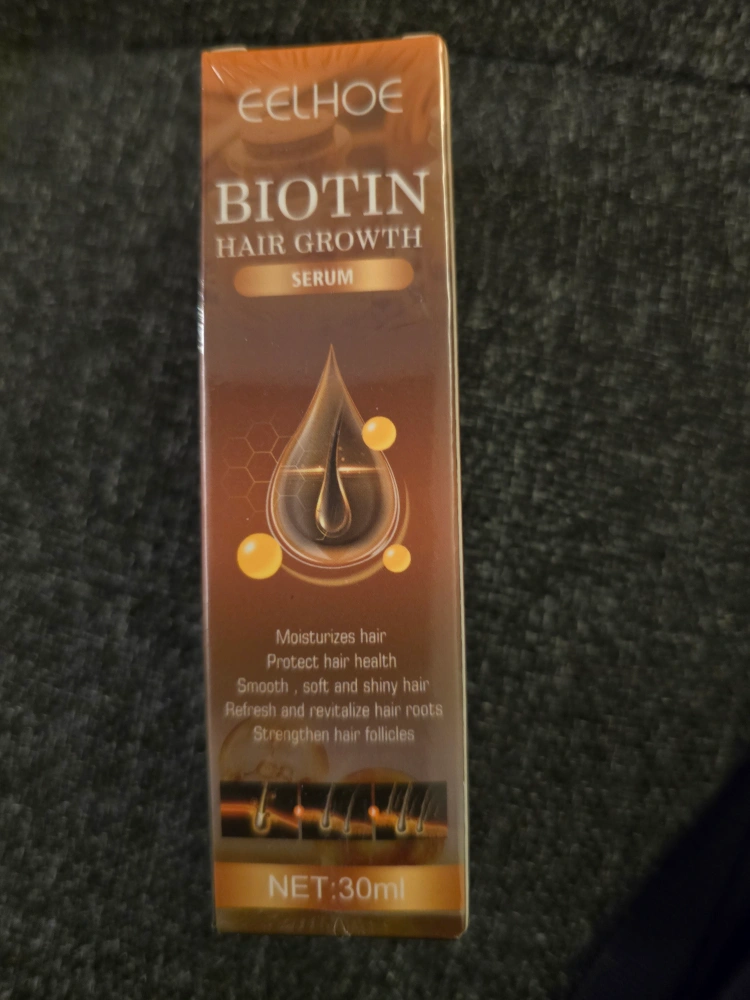 EELHOE
BIOTIN
HAIR GROWTH
SERUM
Moisturizes hair
Protect hair health
Smooth , soft and shiny hair
Refresh and revitalize hair roots
Strengthen hair follicles
NET:30ml